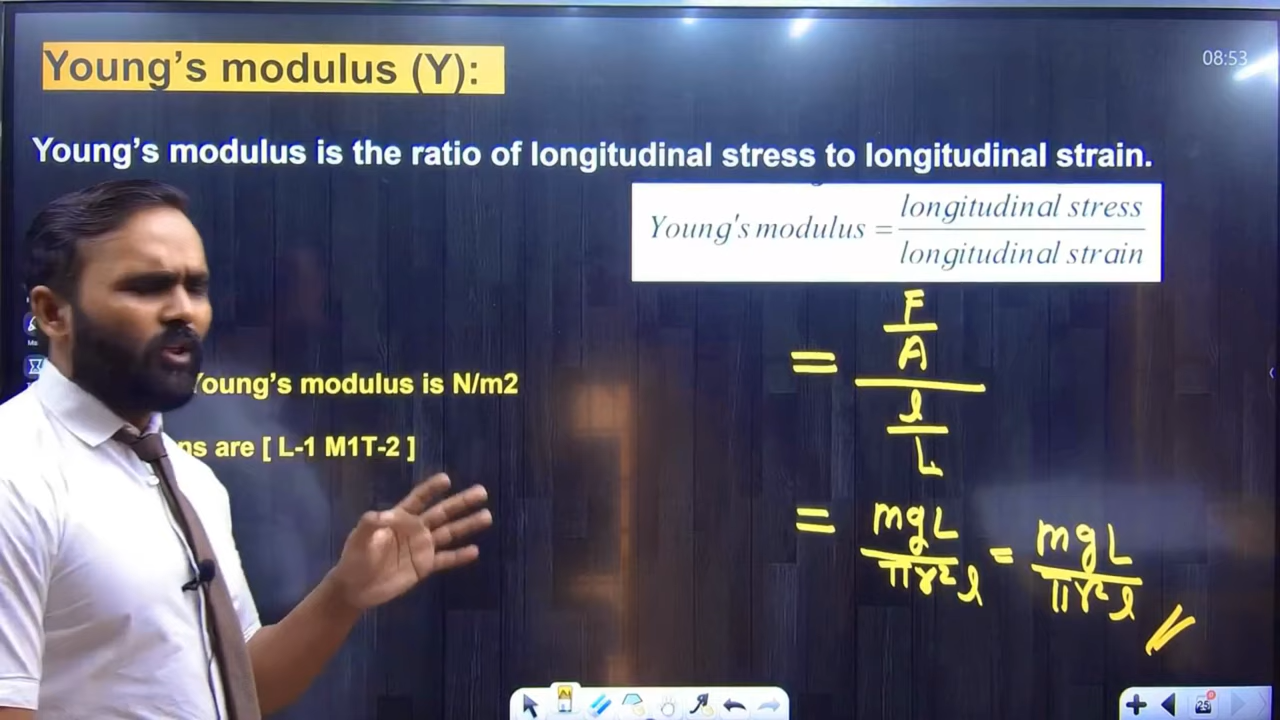 Young's modulus (Y):
08:53
Young's modulus is the ratio of longitudinal stress to longitudinal strain.
Young's modulus = longitudinal stress / longitudinal strain
= F/A / l/L
Young's modulus is N/m2
are [ L-1 M1T-2 ]
= mgL/πr²l = mgL/πr²l
25